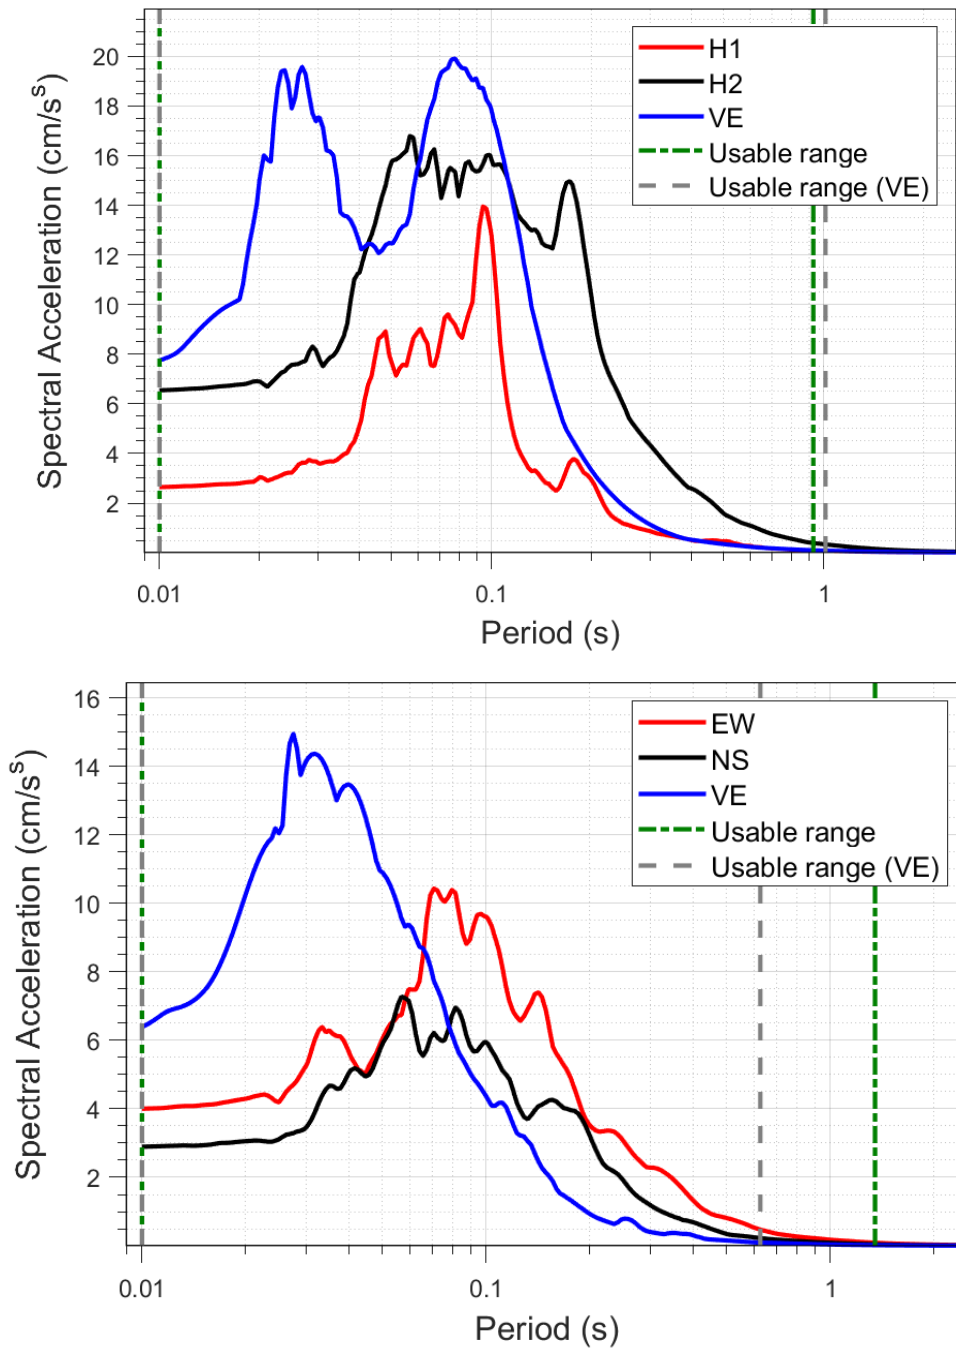 20
18
16
14
12
10
8
6
4
2
Spectral Acceleration (cm/s^s)
H1
H2
VE
Usable range
Usable range (VE)
0.01 0.1 1
Period (s)
16
14
12
10
8
6
4
2
Spectral Acceleration (cm/s^s)
EW
NS
VE
Usable range
Usable range (VE)
0.01 0.1 1
Period (s)